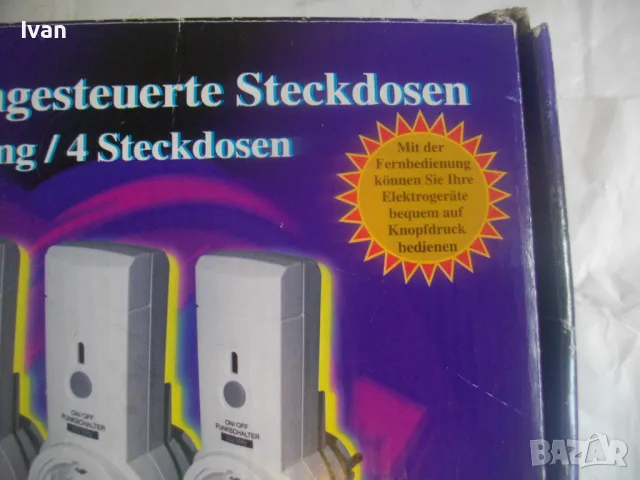 Ivan
ngesteuerte Steckdosen
ng / 4 Steckdosen
Mit der
Fernbedienung
können Sie Ihre
Elektrogeräte
bequem auf
Knopfdruck
bedienen
ON / OFF
FUNKSCHALTER
ON / OFF
FUNKSCHALTER
BAZAR